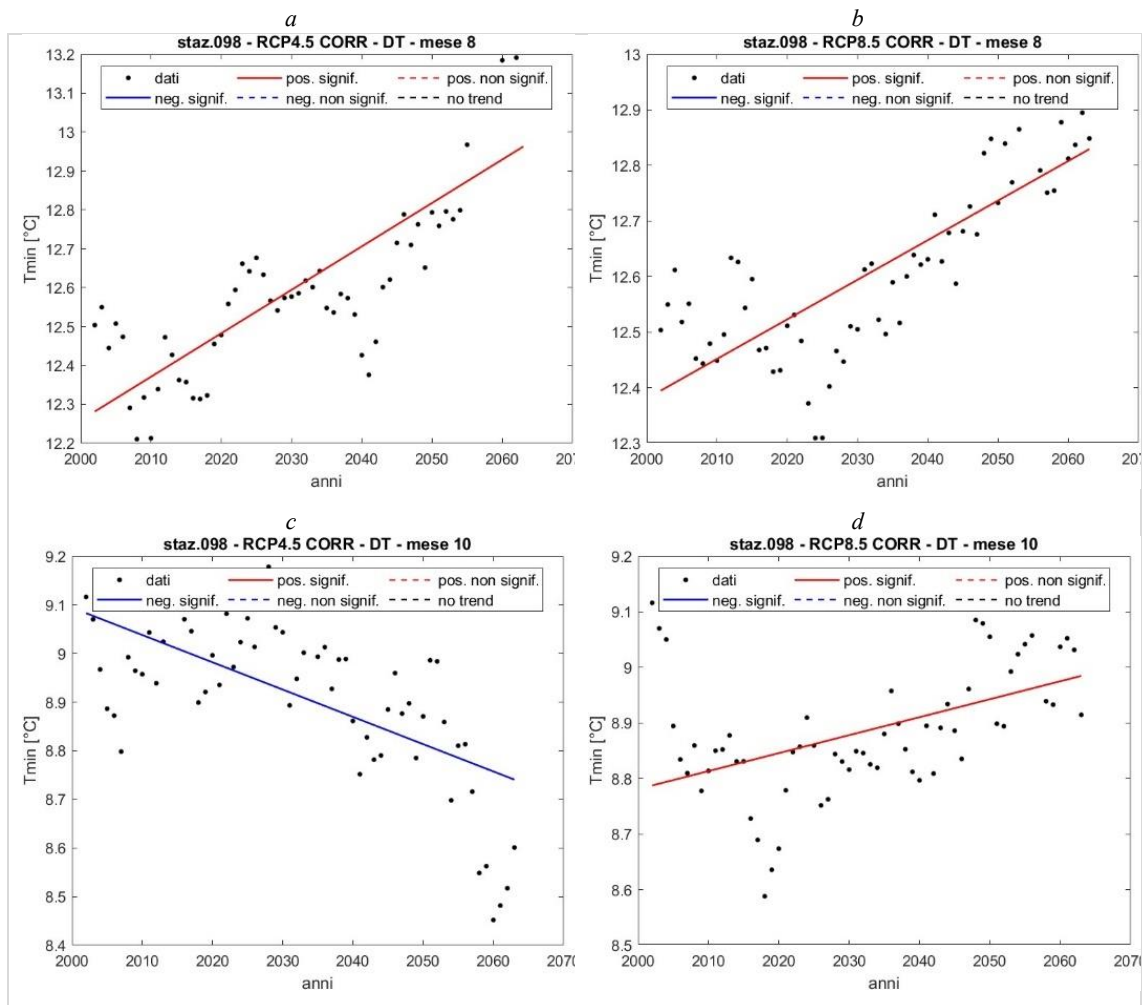 a
staz.098 - RCP4.5 CORR - DT - mese 8
13.2
13.1
13
12.9
12.8
12.7
12.6
12.5
12.4
12.3
12.2
Tmin [°C]
dati pos. signif. pos. non signif.
neg. signif. neg. non signif. no trend
2000 2010 2020 2030 2040 2050 2060 2070
anni
b
staz.098 - RCP8.5 CORR - DT - mese 8
13
12.9
12.8
12.7
12.6
12.5
12.4
12.3
Tmin [°C]
dati pos. signif. pos. non signif.
neg. signif. neg. non signif. no trend
2000 2010 2020 2030 2040 2050 2060 207
anni
c
staz.098 - RCP4.5 CORR - DT - mese 10
9.2
9.1
9
8.9
8.8
8.7
8.6
8.5
8.4
Tmin [°C]
dati pos. signif. pos. non signif.
neg. signif. neg. non signif. no trend
2000 2010 2020 2030 2040 2050 2060 2070
anni
d
staz.098 - RCP8.5 CORR - DT - mese 10
9.2
9.1
9
8.9
8.8
8.7
8.6
8.5
Tmin [°C]
dati pos. signif. pos. non signif.
neg. signif. neg. non signif. no trend
2000 2010 2020 2030 2040 2050 2060 2070
anni